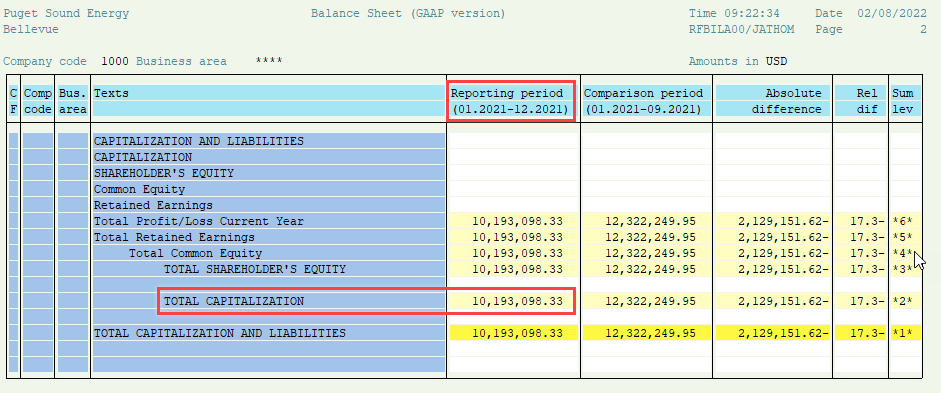 Puget Sound Energy Balance Sheet (GAAP version) Time 09:22:34 Date 02/08/2022
Bellevue RFBILA00/JATHOM Page 2
Company code 1000 Business area **** Amounts in USD
C Comp Bus. Texts Reporting period Comparison period Absolute Rel Sum
F code area (01.2021-12.2021) (01.2021-09.2021) difference dif lev
CAPITALIZATION AND LIABILITIES
CAPITALIZATION
SHAREHOLDER'S EQUITY
Common Equity
Retained Earnings
Total Profit/Loss Current Year 10,193,098.33 12,322,249.95 2,129,151.62- 17.3- *6*
Total Retained Earnings 10,193,098.33 12,322,249.95 2,129,151.62- 17.3- *5*
Total Common Equity 10,193,098.33 12,322,249.95 2,129,151.62- 17.3- *4*
TOTAL SHAREHOLDER'S EQUITY 10,193,098.33 12,322,249.95 2,129,151.62- 17.3- *3*
TOTAL CAPITALIZATION 10,193,098.33 12,322,249.95 2,129,151.62- 17.3- *2*
TOTAL CAPITALIZATION AND LIABILITIES 10,193,098.33 12,322,249.95 2,129,151.62- 17.3- *1*